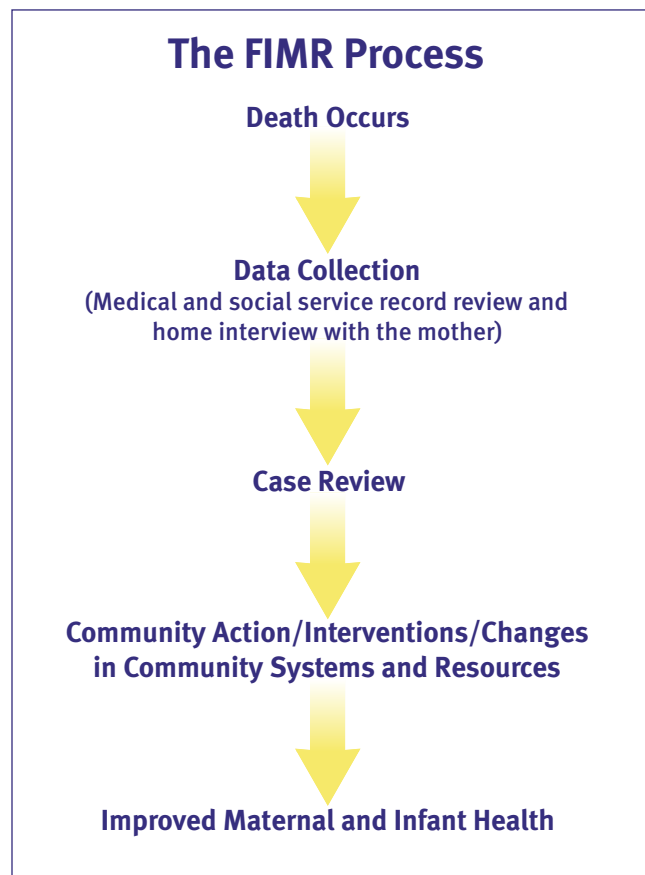 The FIMR Process
Death Occurs
Data Collection
(Medical and social service record review and
home interview with the mother)
Case Review
Community Action/Interventions/Changes
in Community Systems and Resources
Improved Maternal and Infant Health